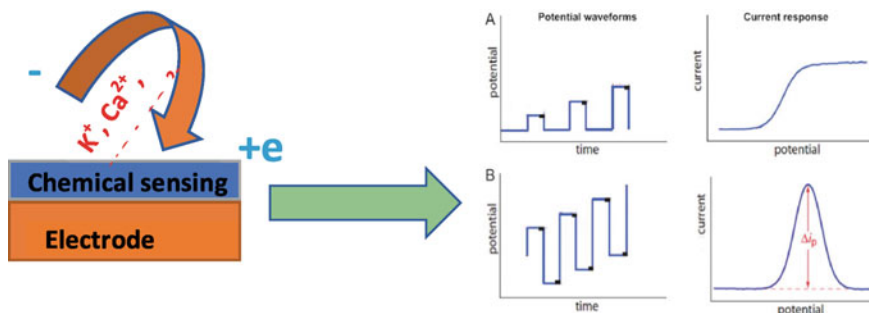 -
K⁺, Ca²⁺,
+e
Chemical sensing
Electrode
A
Potential waveforms
Current response
potential
time
current
potential
B
potential
time
current
Δiₚ
potential